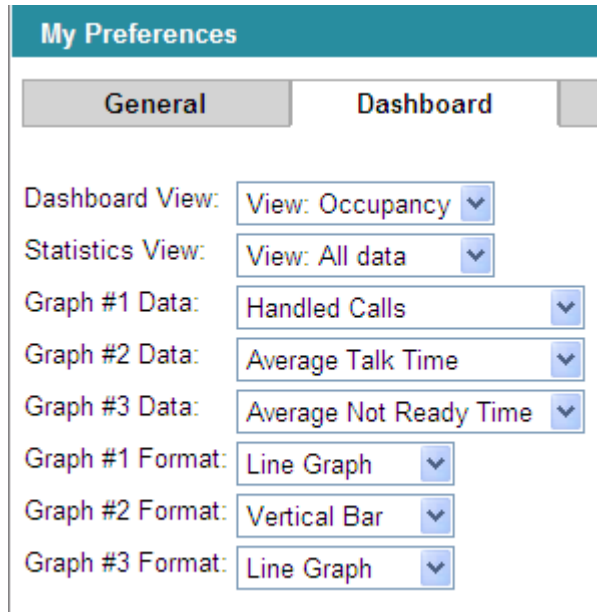 My Preferences
General Dashboard
Dashboard View: View: Occupancy
Statistics View: View: All data
Graph #1 Data: Handled Calls
Graph #2 Data: Average Talk Time
Graph #3 Data: Average Not Ready Time
Graph #1 Format: Line Graph
Graph #2 Format: Vertical Bar
Graph #3 Format: Line Graph